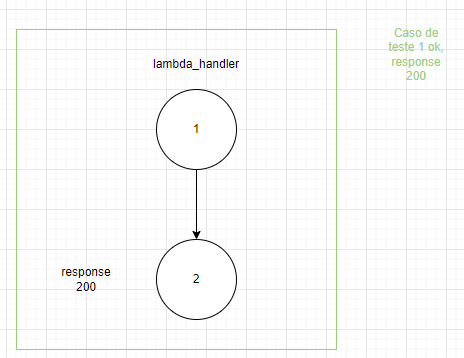 Caso de
teste 1 ok,
response
200
lambda_handler
1
response
200
2